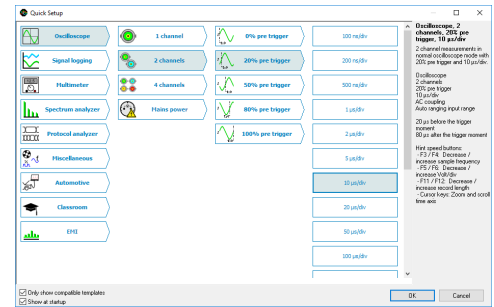 Quick Setup
Oscilloscope
Signal logging
Multimeter
Spectrum analyzer
Protocol analyzer
Miscellaneous
Automotive
Classroom
EMI
1 channel
2 channels
4 channels
Mains power
0% pre trigger
20% pre trigger
50% pre trigger
80% pre trigger
100% pre trigger
100 ns/div
200 ns/div
500 ns/div
1 µs/div
2 µs/div
5 µs/div
10 µs/div
20 µs/div
50 µs/div
100 µs/div
Oscilloscope, 2
channels, 20% pre
trigger, 10 µs/div
2 channel measurements in
normal oscilloscope mode with
20% pre trigger and 10 µs/div.
Oscilloscope
2 channels
20% pre trigger
10 µs/div
AC coupling
Auto ranging input range
20 µs before the trigger
moment
80 µs after the trigger moment
Hint speed buttons:
- F3 / F4: Decrease /
increase sample frequency
- F5 / F6: Decrease /
increase Volt/div
- F11 / F12: Decrease /
increase record length
- Cursor keys: Zoom and scroll
time axis
Only show compatible templates
Show at startup
OK
Cancel